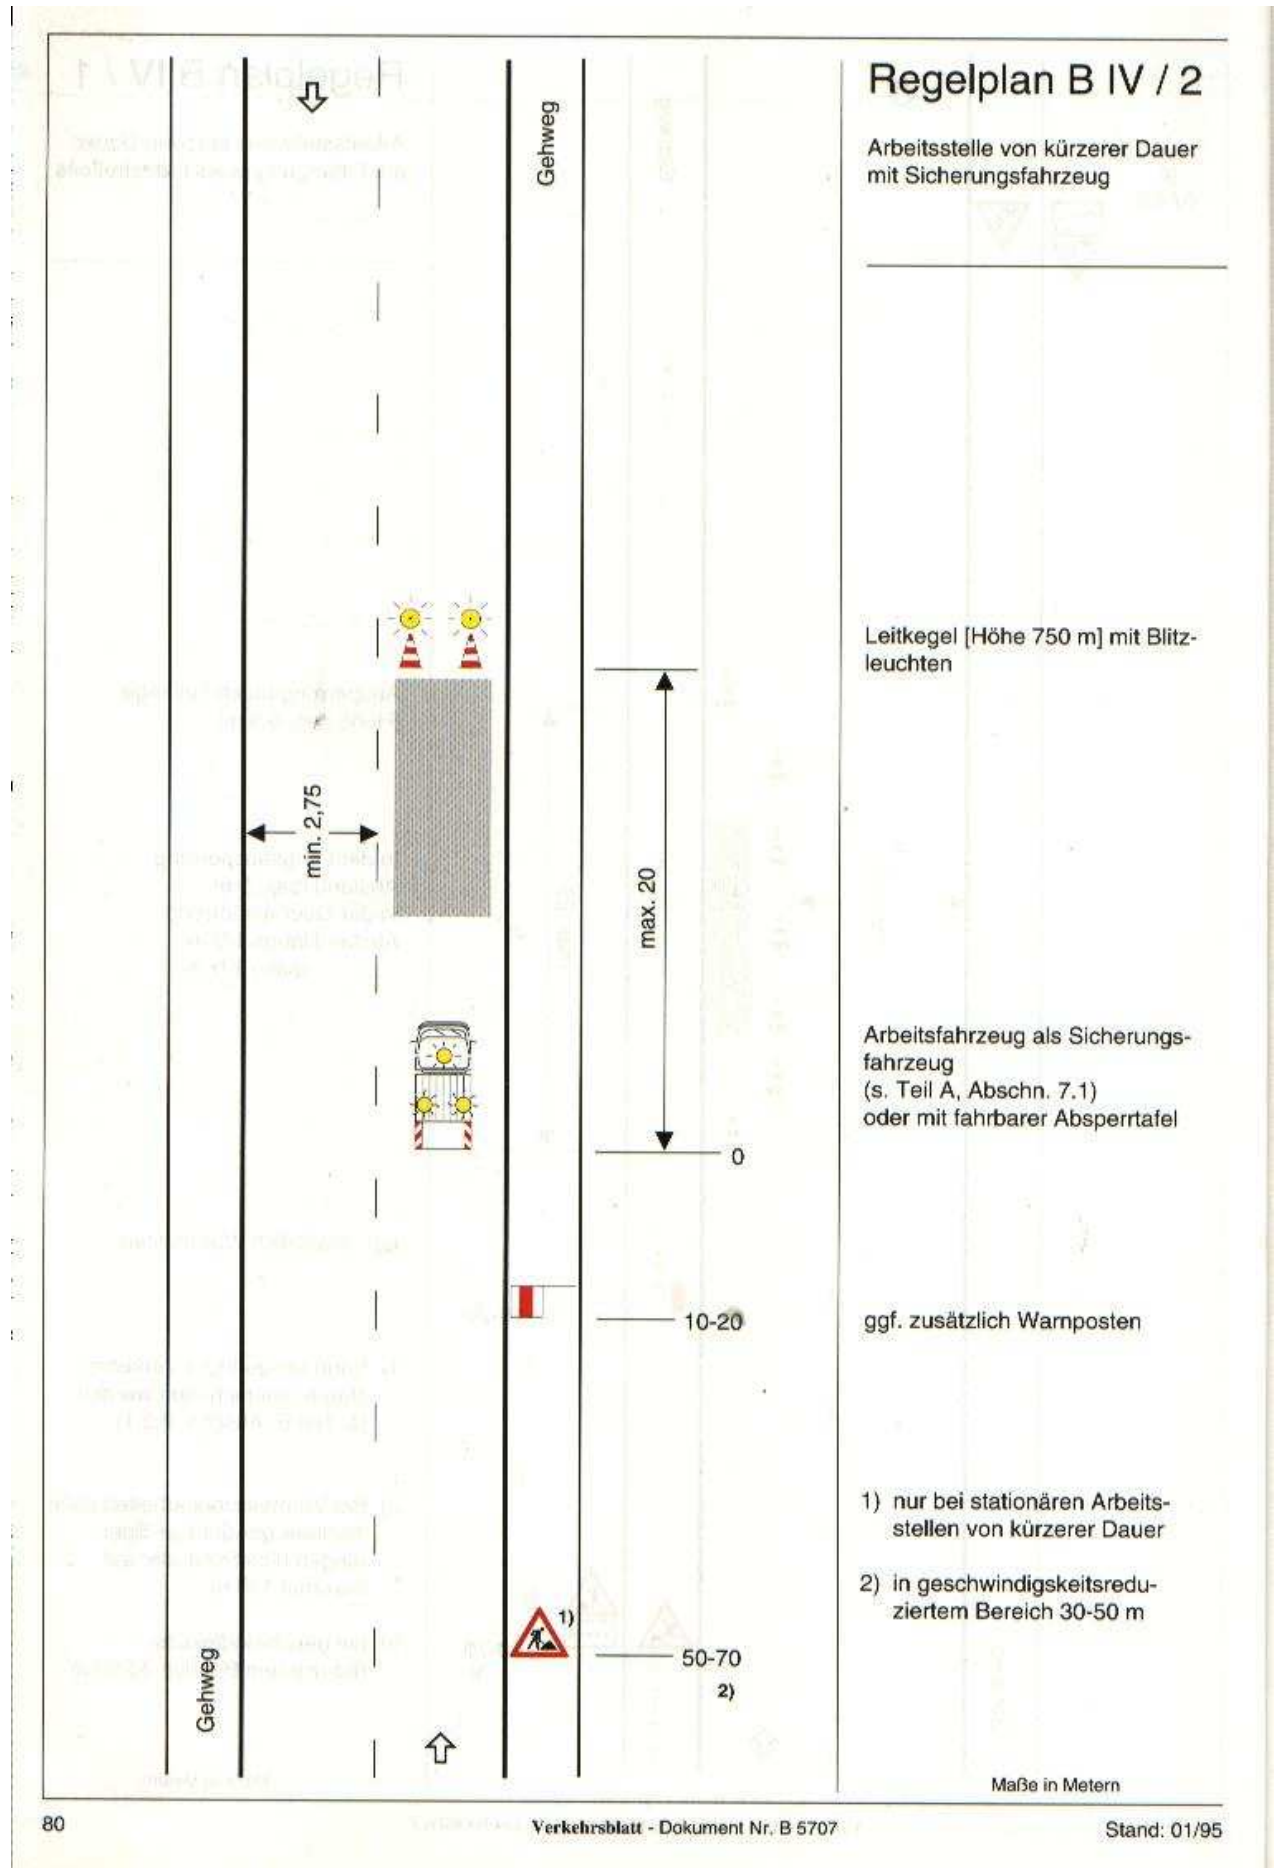 Regelplan B IV / 2
Arbeitsstelle von kürzerer Dauer
mit Sicherungsfahrzeug
Gehweg
Leitkegel [Höhe 750 m] mit Blitz-
leuchten
min. 2,75
max. 20
Arbeitsfahrzeug als Sicherungs-
fahrzeug
(s. Teil A, Abschn. 7.1)
oder mit fahrbarer Absperrtafel
0
10-20
ggf. zusätzlich Warnposten
1) nur bei stationären Arbeits-
stellen von kürzerer Dauer
2) in geschwindigskeitsredu-
ziertem Bereich 30-50 m
1)
50-70
2)
Gehweg
Maße in Metern
80
Verkehrsblatt - Dokument Nr. B 5707
Stand: 01/95